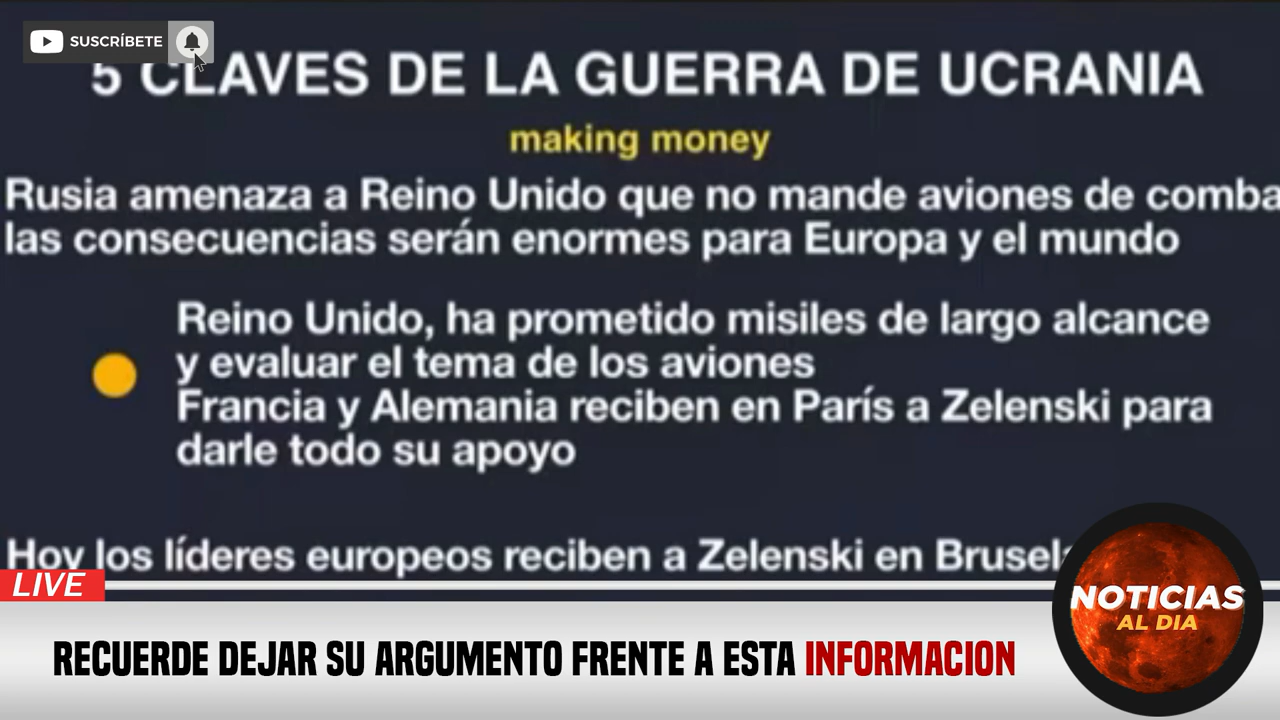 SUSCRÍBETE
5 CLAVES DE LA GUERRA DE UCRANIA
making money
Rusia amenaza a Reino Unido que no mande aviones de comba
las consecuencias serán enormes para Europa y el mundo
Reino Unido, ha prometido misiles de largo alcance
y evaluar el tema de los aviones
Francia y Alemania reciben en París a Zelenski para
darle todo su apoyo
Hoy los líderes europeos reciben a Zelenski en Brusela
LIVE
NOTICIAS
AL DIA
RECUERDE DEJAR SU ARGUMENTO FRENTE A ESTA INFORMACION